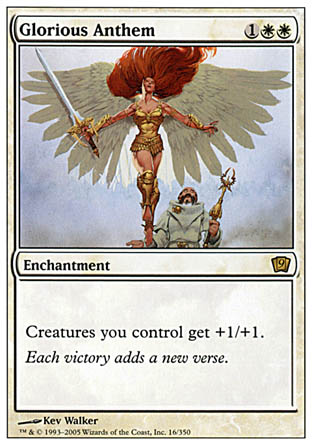 Glorious Anthem 1
Enchantment 9
Creatures you control get +1/+1.
Each victory adds a new verse.
Kev Walker
™ & © 1993–2005 Wizards of the Coast, Inc. 16/350